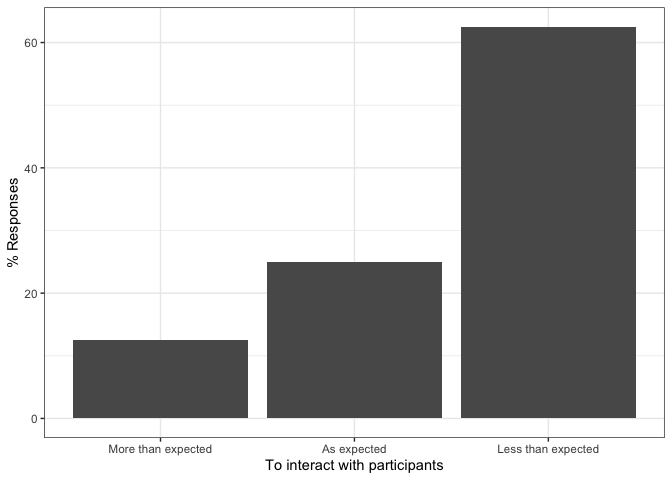 % Responses
60
40
20
0
More than expected
As expected
Less than expected
To interact with participants